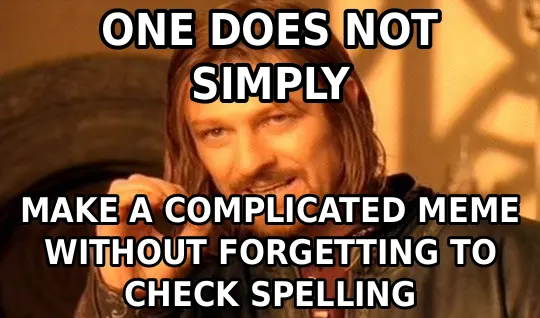 ONE DOES NOT
SIMPLY
MAKE A COMPLICATED MEME
WITHOUT FORGETTING TO
CHECK SPELLING